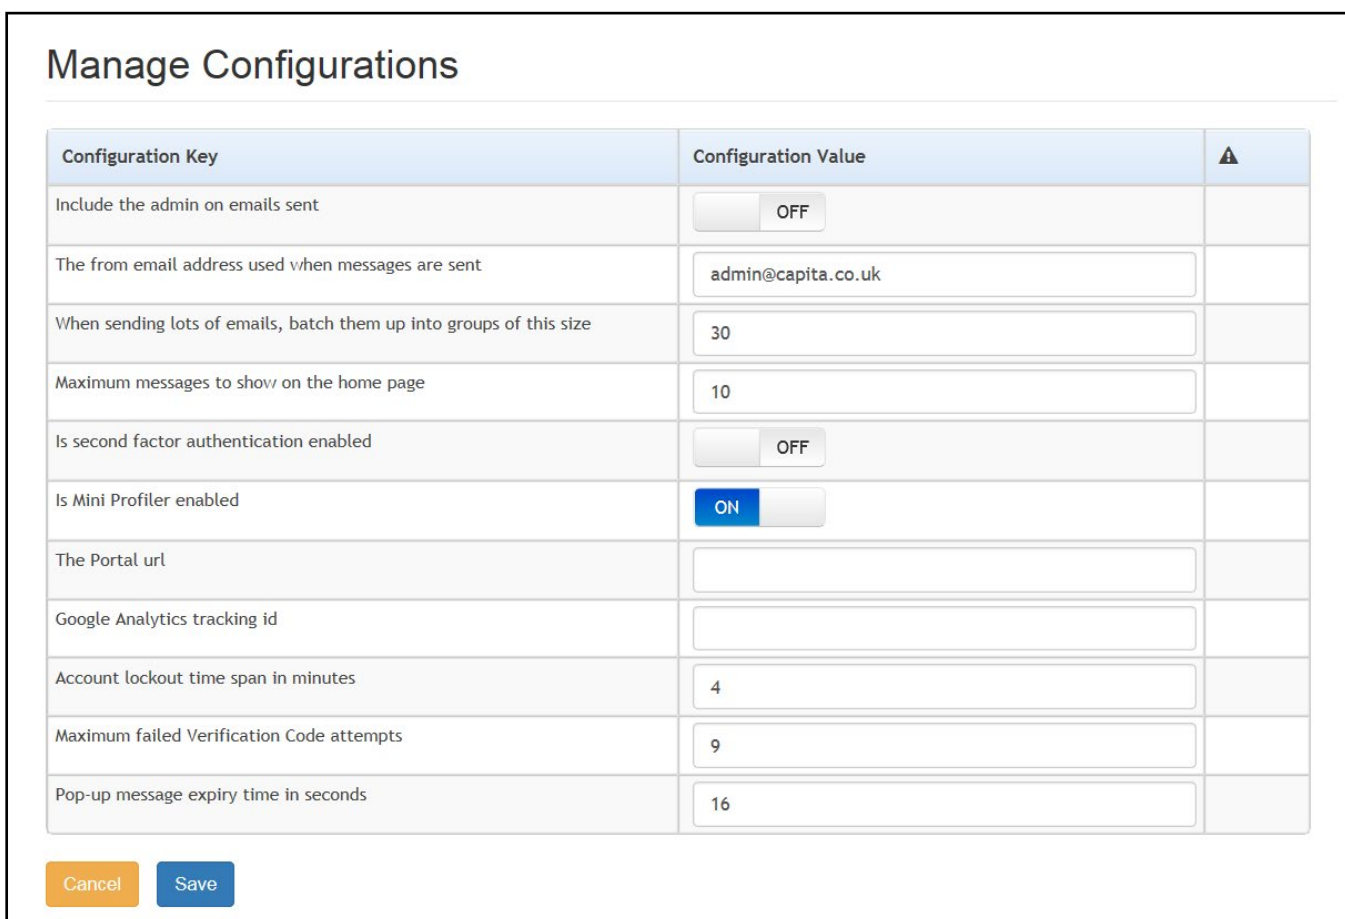 Manage Configurations
Configuration Key Configuration Value
Include the admin on emails sent OFF
The from email address used when messages are sent admin@capita.co.uk
When sending lots of emails, batch them up into groups of this size 30
Maximum messages to show on the home page 10
Is second factor authentication enabled OFF
Is Mini Profiler enabled ON
The Portal url
Google Analytics tracking id
Account lockout time span in minutes 4
Maximum failed Verification Code attempts 9
Pop-up message expiry time in seconds 16
Cancel Save